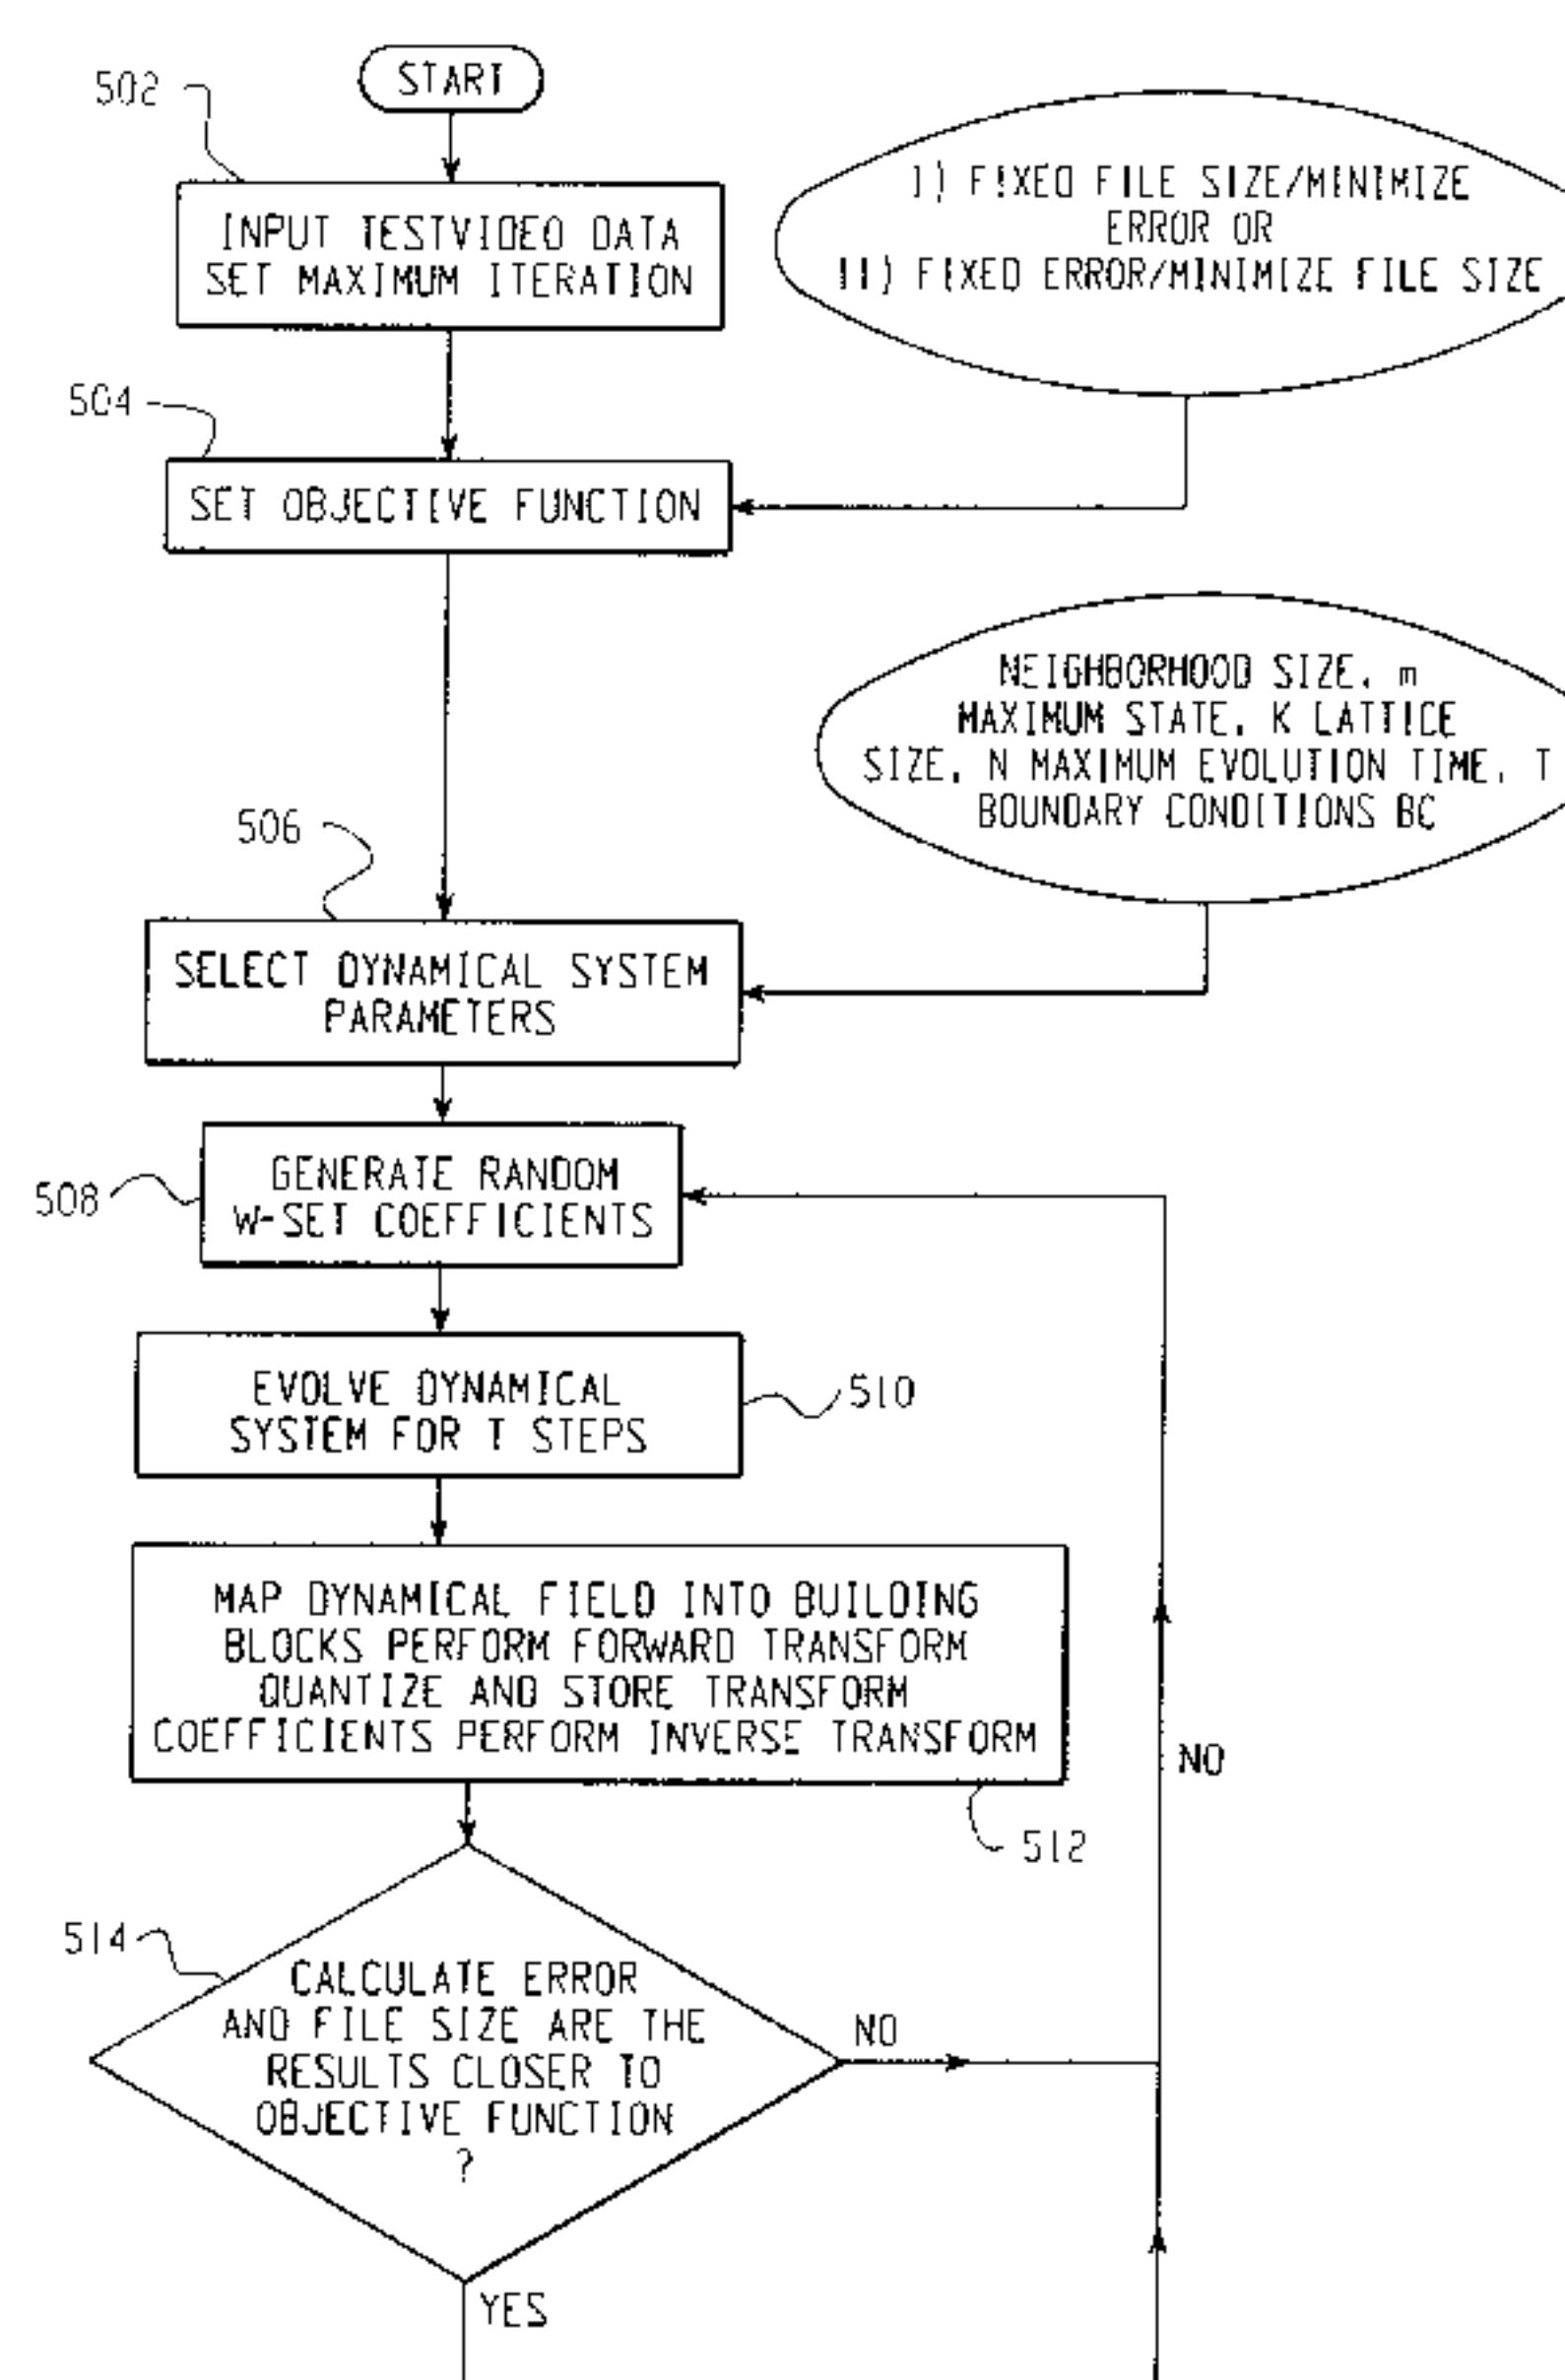 START
502
INPUT TESTVIDEO DATA
SET MAXIMUM ITERATION
I) FIXED FILE SIZE/MINIMIZE
ERROR OR
II) FIXED ERROR/MINIMIZE FILE SIZE
504
SET OBJECTIVE FUNCTION
NEIGHBORHOOD SIZE, m
MAXIMUM STATE, K LATTICE
SIZE, N MAXIMUM EVOLUTION TIME, T
BOUNDARY CONDITIONS BC
506
SELECT DYNAMICAL SYSTEM
PARAMETERS
508
GENERATE RANDOM
W-SET COEFFICIENTS
EVOLVE DYNAMICAL
SYSTEM FOR T STEPS
510
MAP DYNAMICAL FIELD INTO BUILDING
BLOCKS PERFORM FORWARD TRANSFORM
QUANTIZE AND STORE TRANSFORM
COEFFICIENTS PERFORM INVERSE TRANSFORM
NO
512
514
CALCULATE ERROR
AND FILE SIZE ARE THE
RESULTS CLOSER TO
OBJECTIVE FUNCTION
?
NO
YES